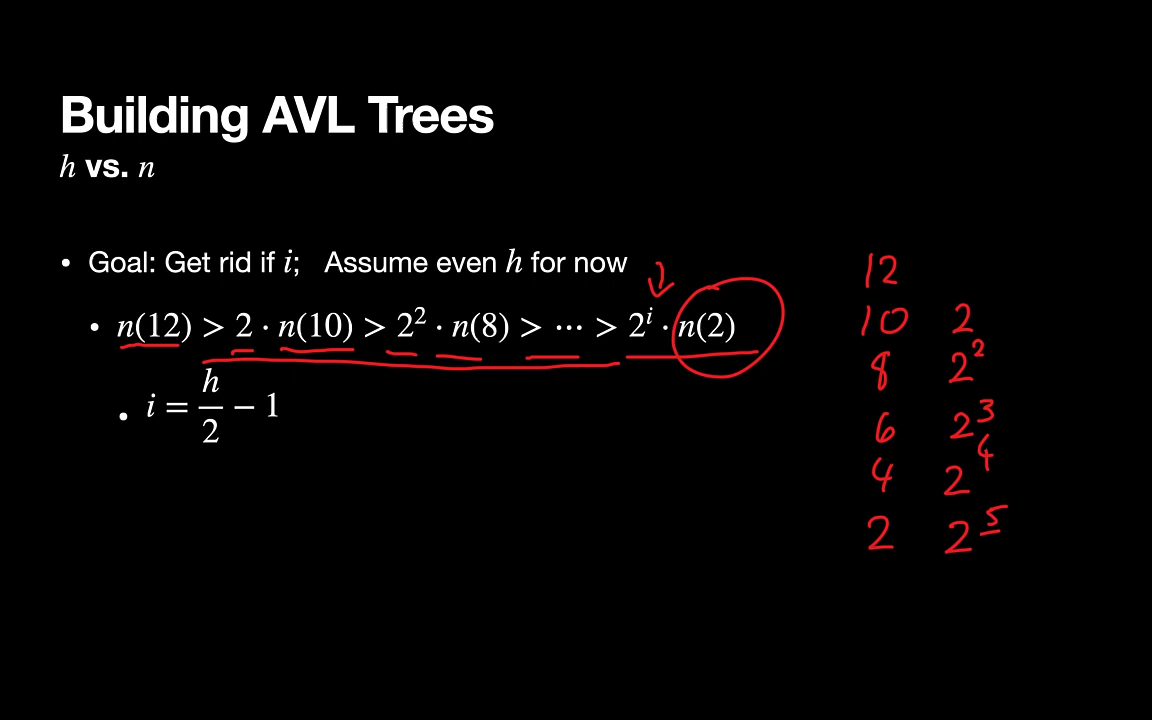 Building AVL Trees
h vs. n
• Goal: Get rid if i; Assume even h for now
• n(12) > 2 · n(10) > 2² · n(8) > ⋯ > 2ⁱ · n(2)
• i = h/2 − 1
12
10 2
8 2²
6 2³
4 2⁴
2 2⁵